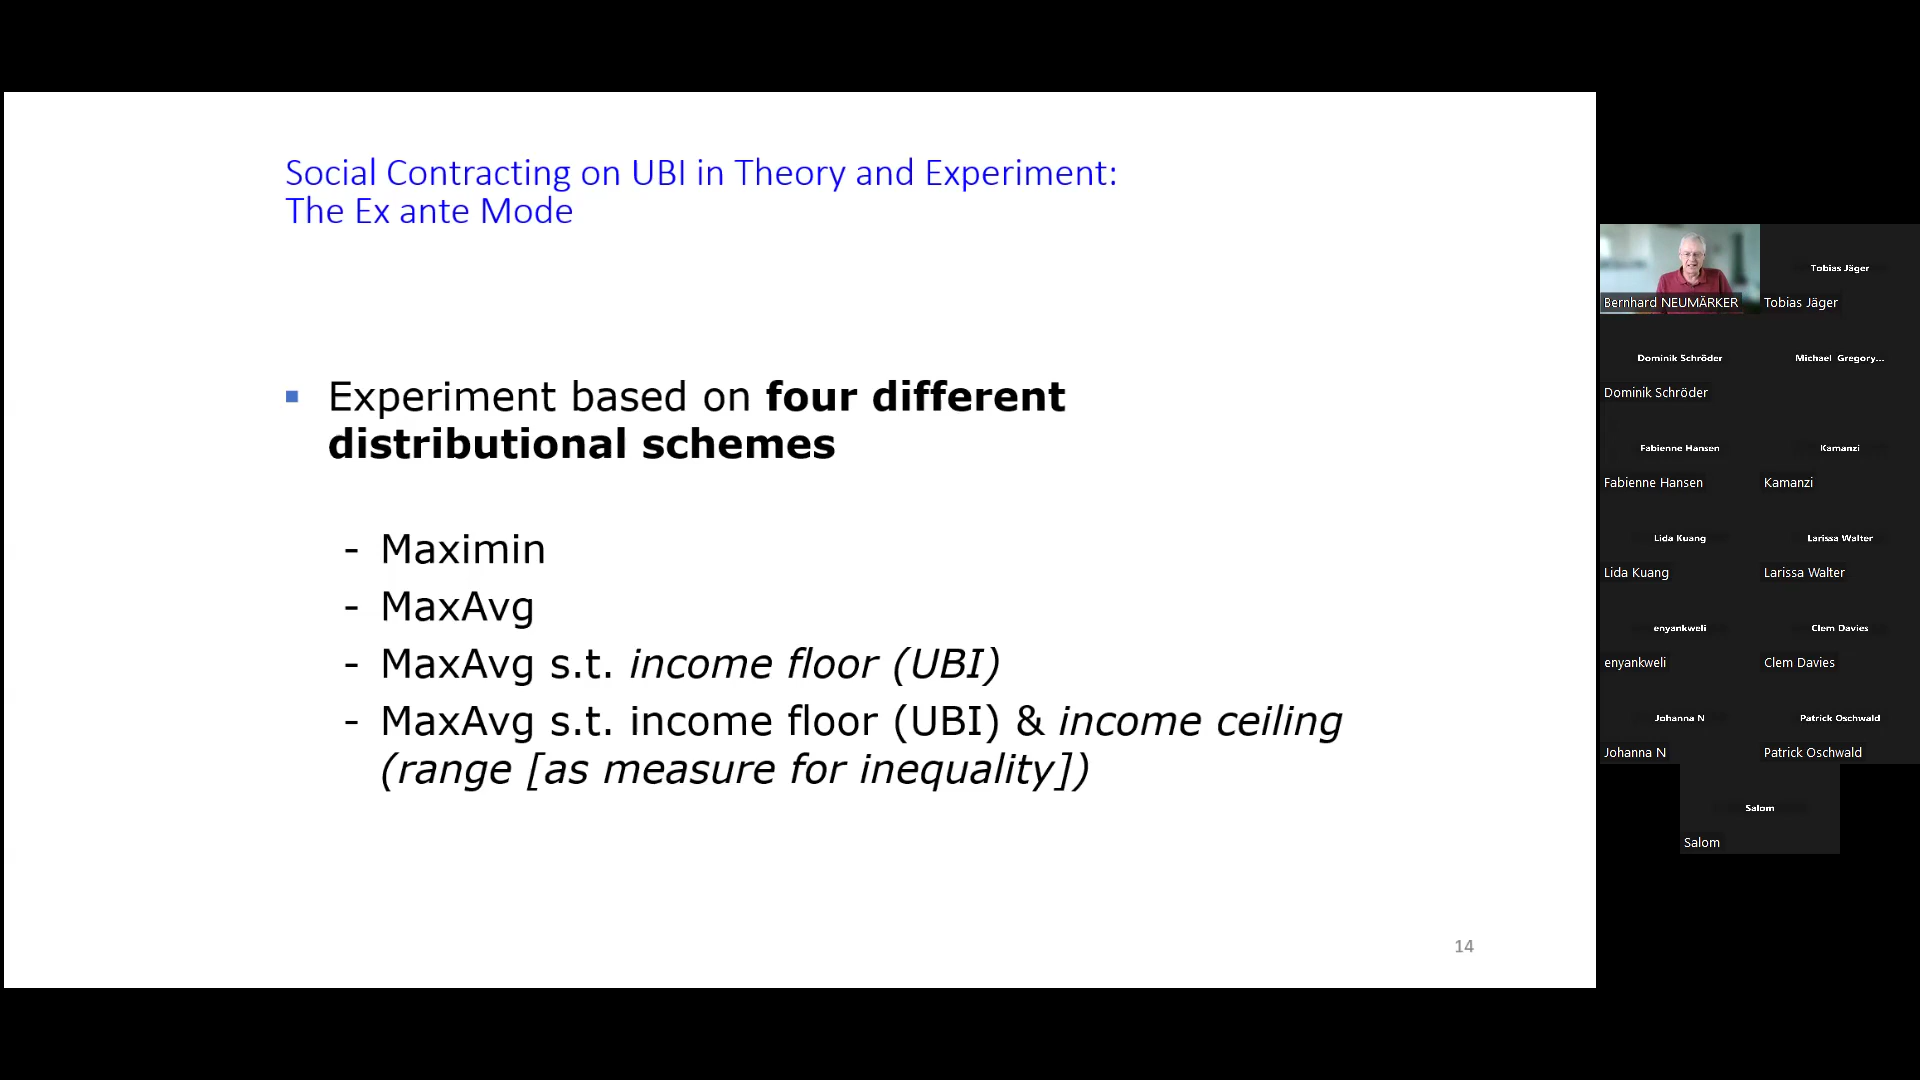 Social Contracting on UBI in Theory and Experiment:
The Ex ante Mode
▪ Experiment based on four different
distributional schemes
- Maximin
- MaxAvg
- MaxAvg s.t. income floor (UBI)
- MaxAvg s.t. income floor (UBI) & income ceiling
(range [as measure for inequality])
14
Bernhard NEUMÄRKER
Tobias Jäger
Tobias Jäger
Dominik Schröder
Dominik Schröder
Michael Gregory...
Fabienne Hansen
Fabienne Hansen
Kamanzi
Kamanzi
Lida Kuang
Lida Kuang
Larissa Walter
Larissa Walter
enyankweli
enyankweli
Clem Davies
Clem Davies
Johanna N
Johanna N
Patrick Oschwald
Patrick Oschwald
Salom
Salom